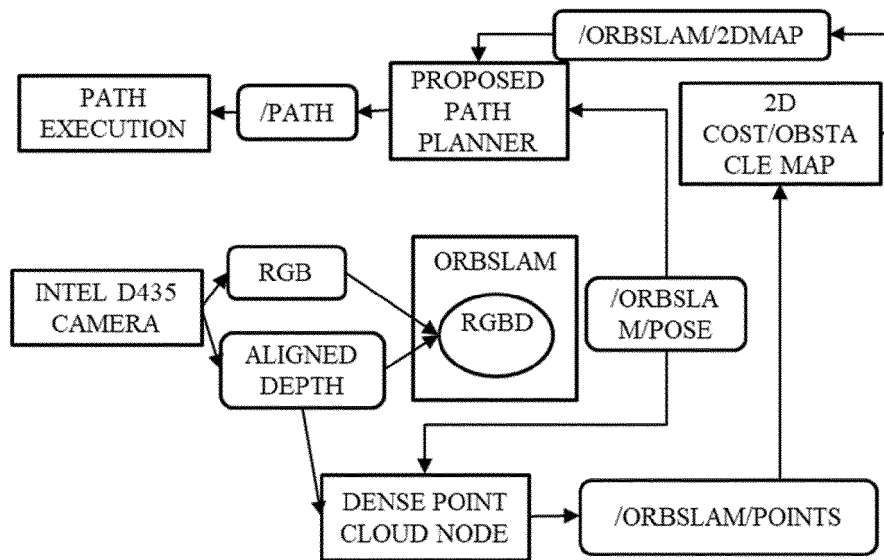 /ORBSLAM/2DMAP
PATH
EXECUTION
/PATH
PROPOSED
PATH
PLANNER
2D
COST/OBSTA
CLE MAP
INTEL D435
CAMERA
RGB
ALIGNED
DEPTH
ORBSLAM
RGBD
/ORBSLA
M/POSE
DENSE POINT
CLOUD NODE
/ORBSLAM/POINTS